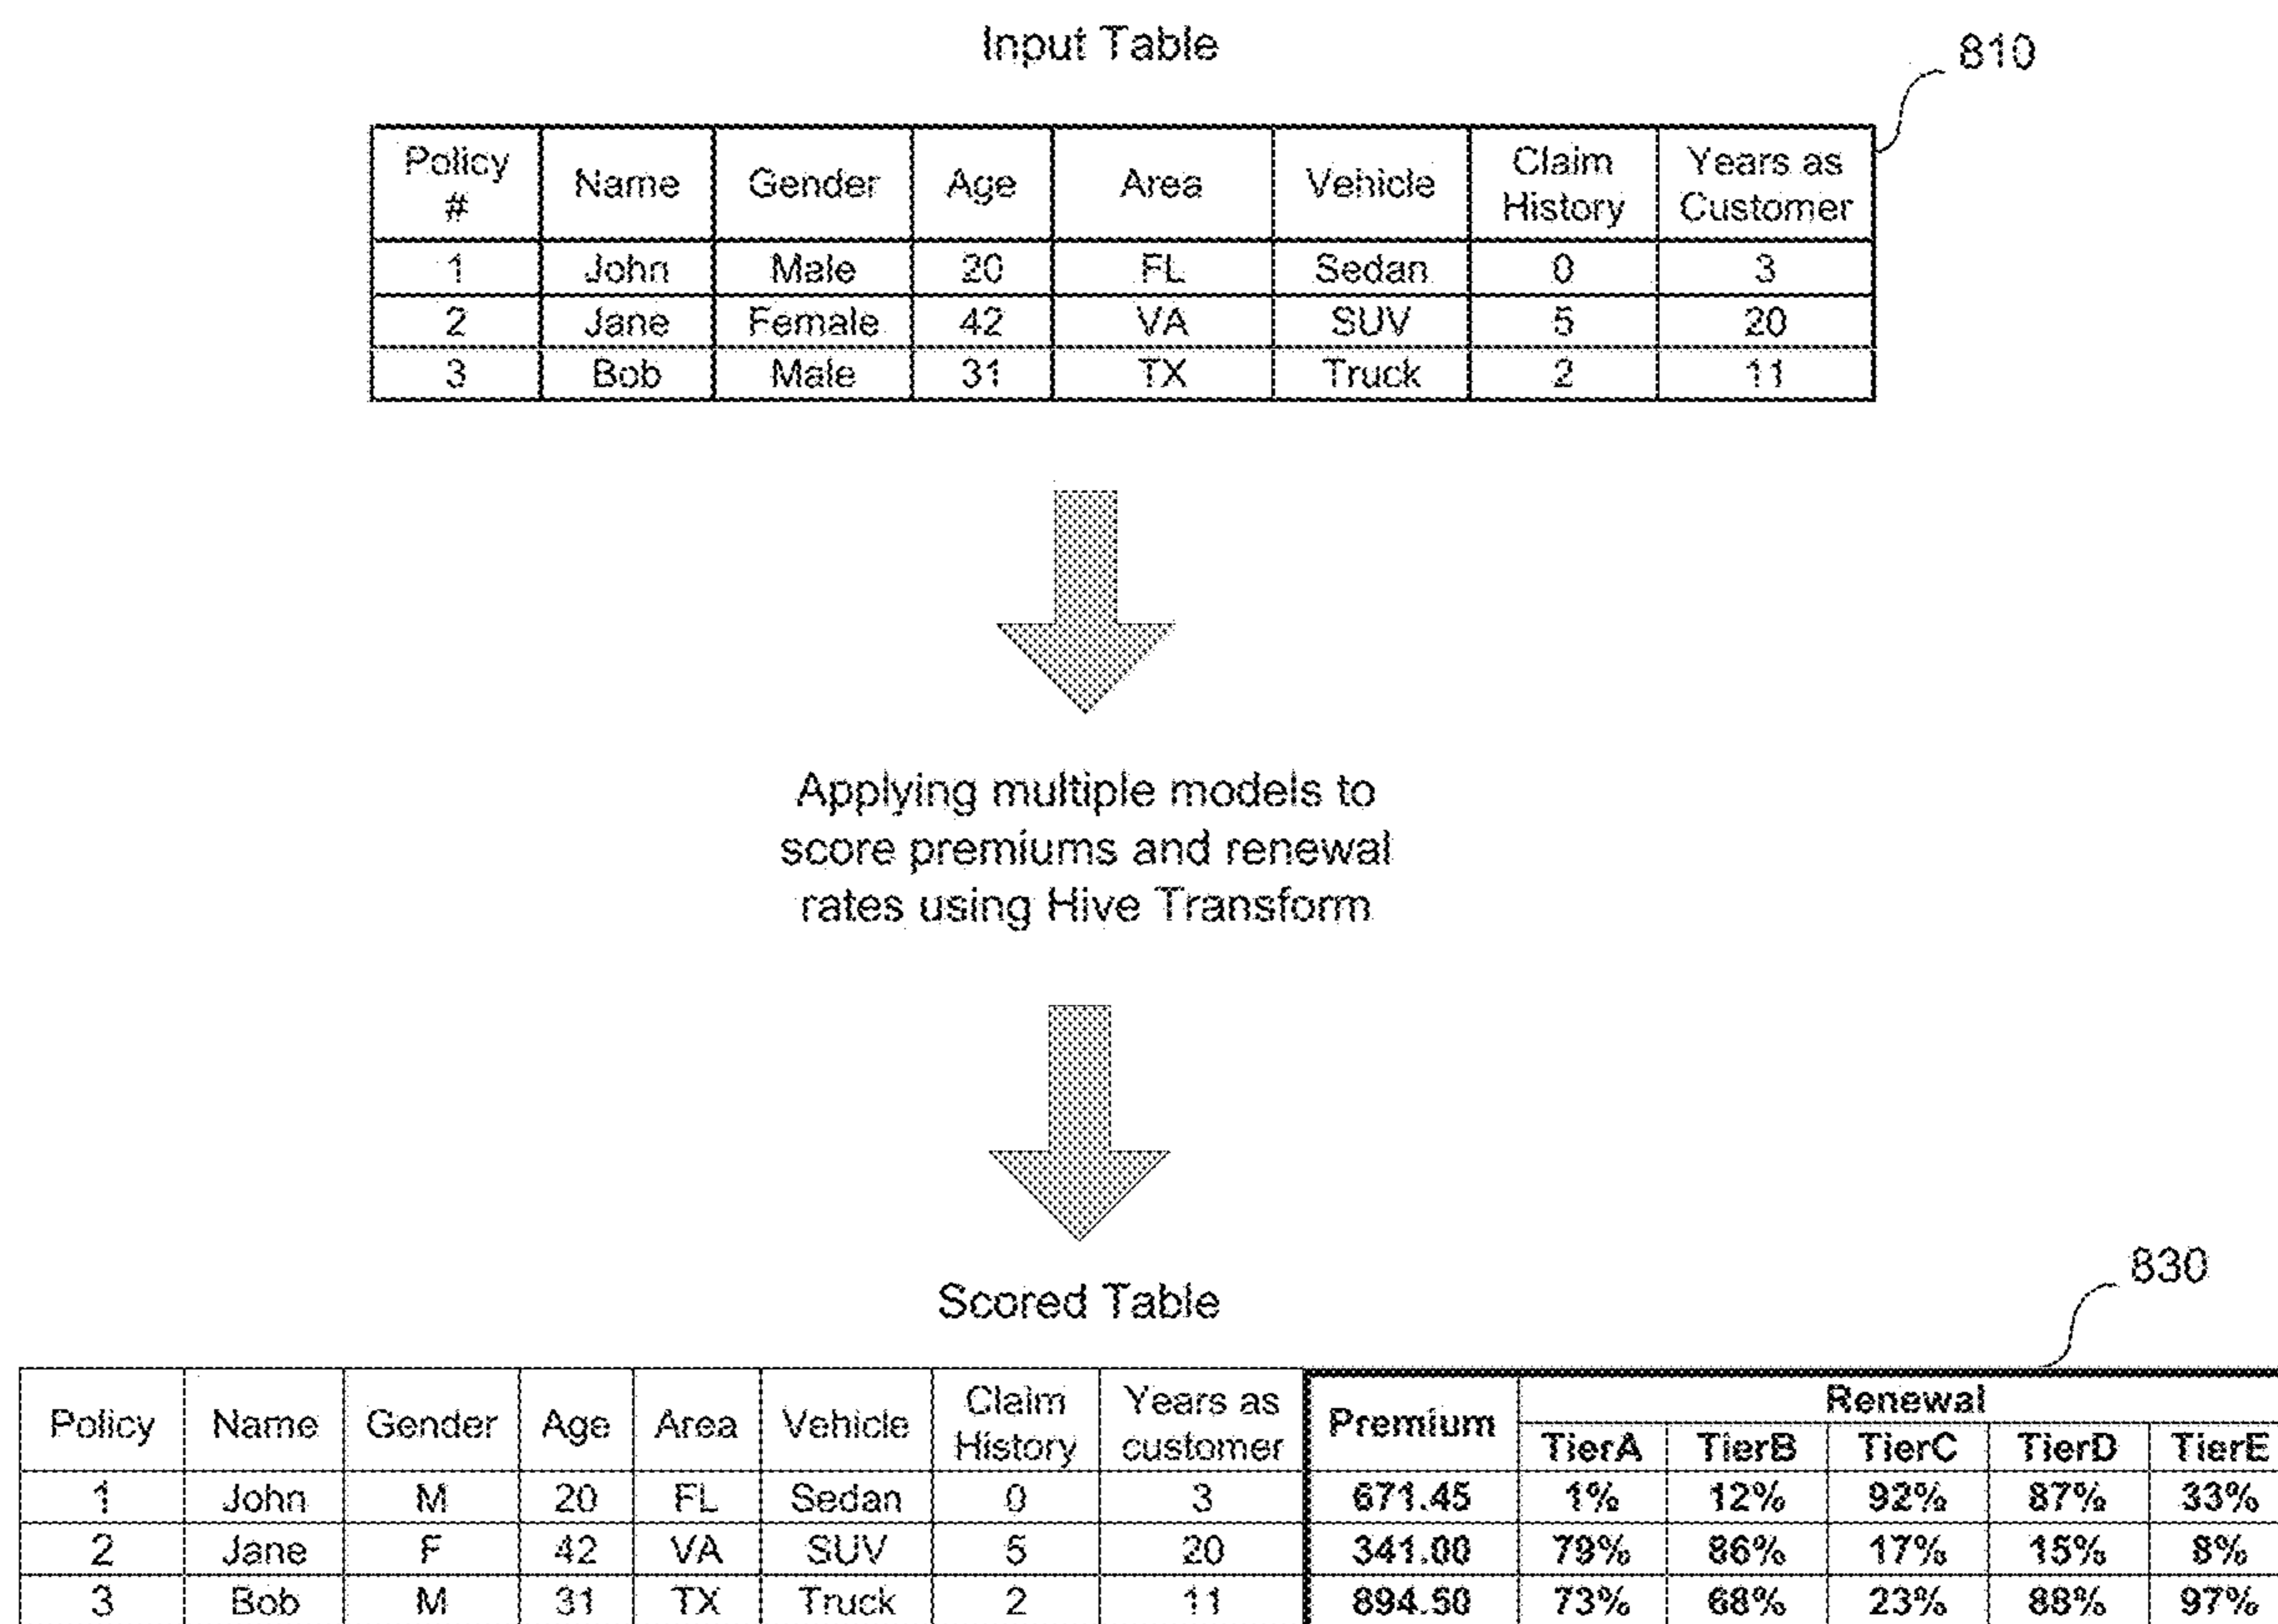 Input Table
810
Policy # Name Gender Age Area Vehicle Claim History Years as Customer
1 John Male 20 FL Sedan 0 3
2 Jane Female 42 VA SUV 5 20
3 Bob Male 31 TX Truck 2 11
Applying multiple models to
score premiums and renewal
rates using Hive Transform
830
Scored Table
Policy Name Gender Age Area Vehicle Claim History Years as customer Premium Renewal
TierA TierB TierC TierD TierE
1 John M 20 FL Sedan 0 3 671.45 1% 12% 92% 87% 33%
2 Jane F 42 VA SUV 5 20 341.00 79% 86% 17% 15% 8%
3 Bob M 31 TX Truck 2 11 894.50 73% 68% 23% 88% 97%